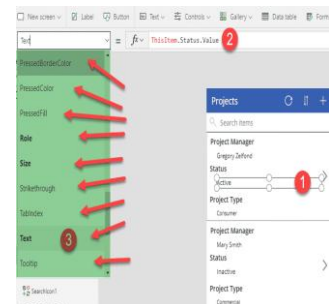 New screen Label Button Text Controls Gallery Data table Form
Text = fx ThisItem.Status.Value 2
PressedBorderColor
PressedColor
PressedFill
Role
Size
Strikethrough
TabIndex
Text 3
Tooltip
SearchIcon1
Projects
Search items
Project Manager
Gregory Zelfond
Status
Active 1
Project Type
Consumer
Project Manager
Mary Smith
Status
Inactive
Project Type
Commercial